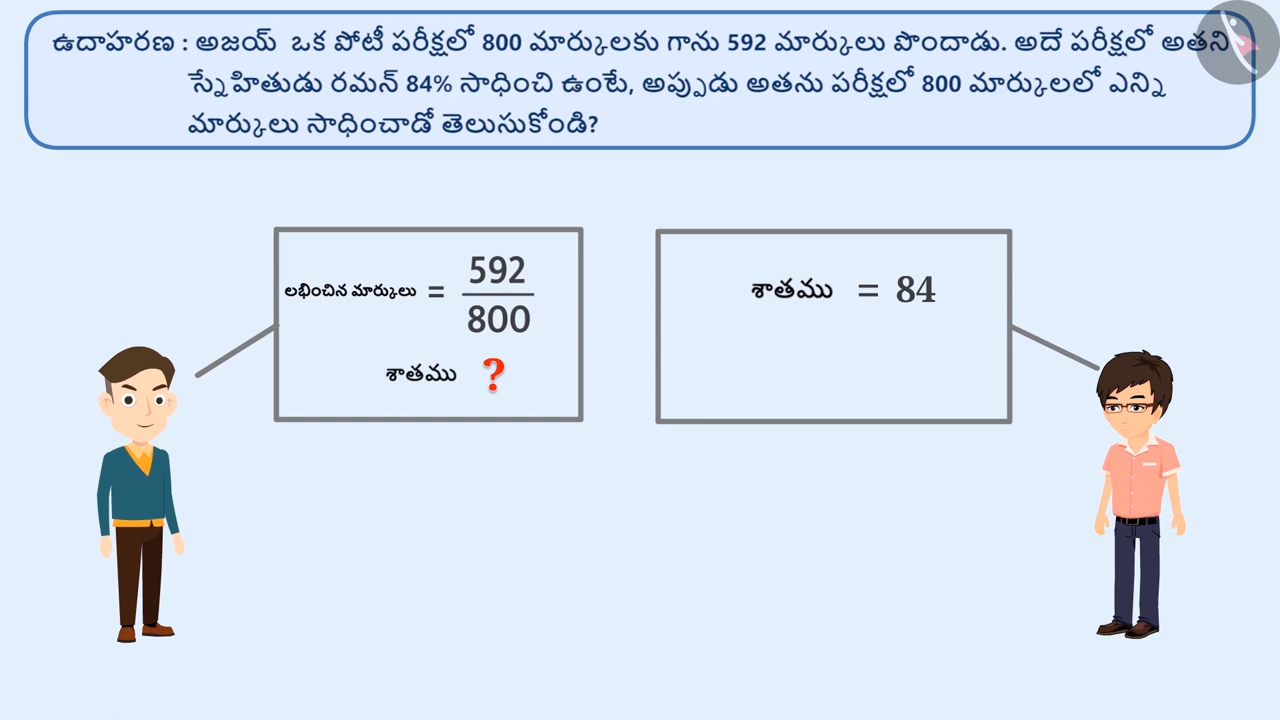 ఉదాహరణ : అజయ్ ఒక పోటీ పరీక్షలో 800 మార్కులకు గాను 592 మార్కులు పొందాడు. అదే పరీక్షలో అతని
స్నేహితుడు రమన్ 84% సాధించి ఉంటే, అప్పుడు అతను పరీక్షలో 800 మార్కులలో ఎన్ని
మార్కులు సాధించాడో తెలుసుకోండి?
లభించిన మార్కులు = 592
800
శాతము ?
శాతము = 84